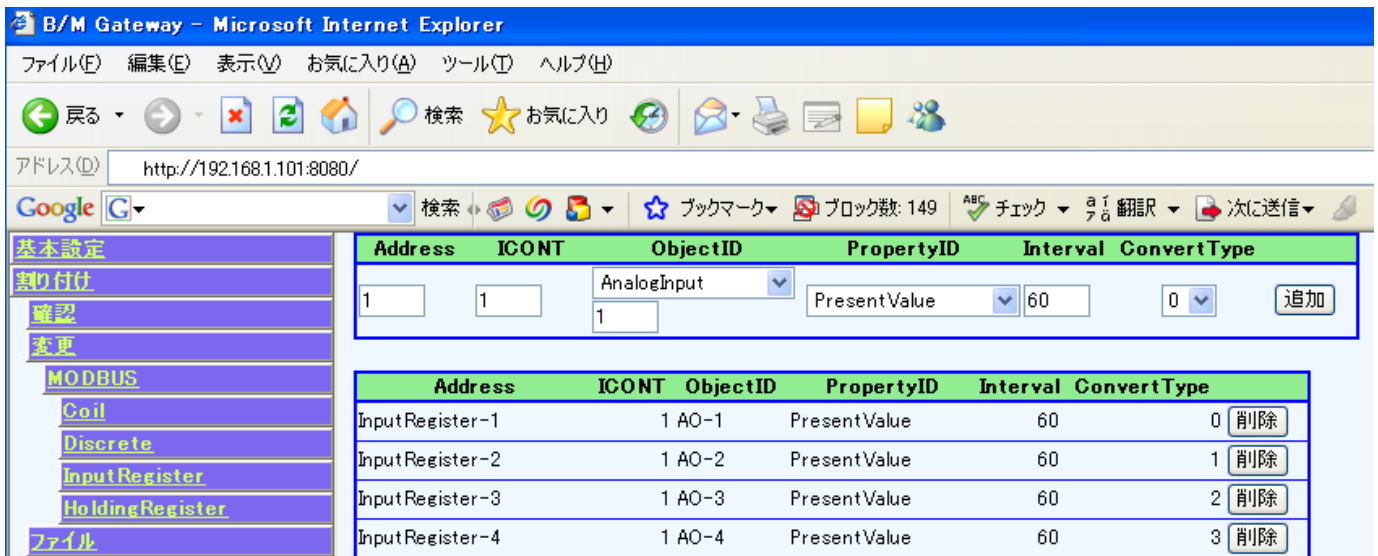 B/M Gateway - Microsoft Internet Explorer
ファイル(F) 編集(E) 表示(V) お気に入り(A) ツール(T) ヘルプ(H)
戻る 検索 お気に入り
アドレス(D) http://192.168.1.101:8080/
Google G 検索 ブックマーク ブロック数: 149 ABC チェック 翻訳 次に送信
基本設定
割り付け
確認
変更
MODBUS
Coil
Discrete
InputRegister
HoldingRegister
ファイル
Address ICONT ObjectID PropertyID Interval ConvertType
1 1 AnalogInput PresentValue 60 0 追加
1
Address ICONT ObjectID PropertyID Interval ConvertType
InputRegister-1 1 AO-1 PresentValue 60 0 削除
InputRegister-2 1 AO-2 PresentValue 60 1 削除
InputRegister-3 1 AO-3 PresentValue 60 2 削除
InputRegister-4 1 AO-4 PresentValue 60 3 削除